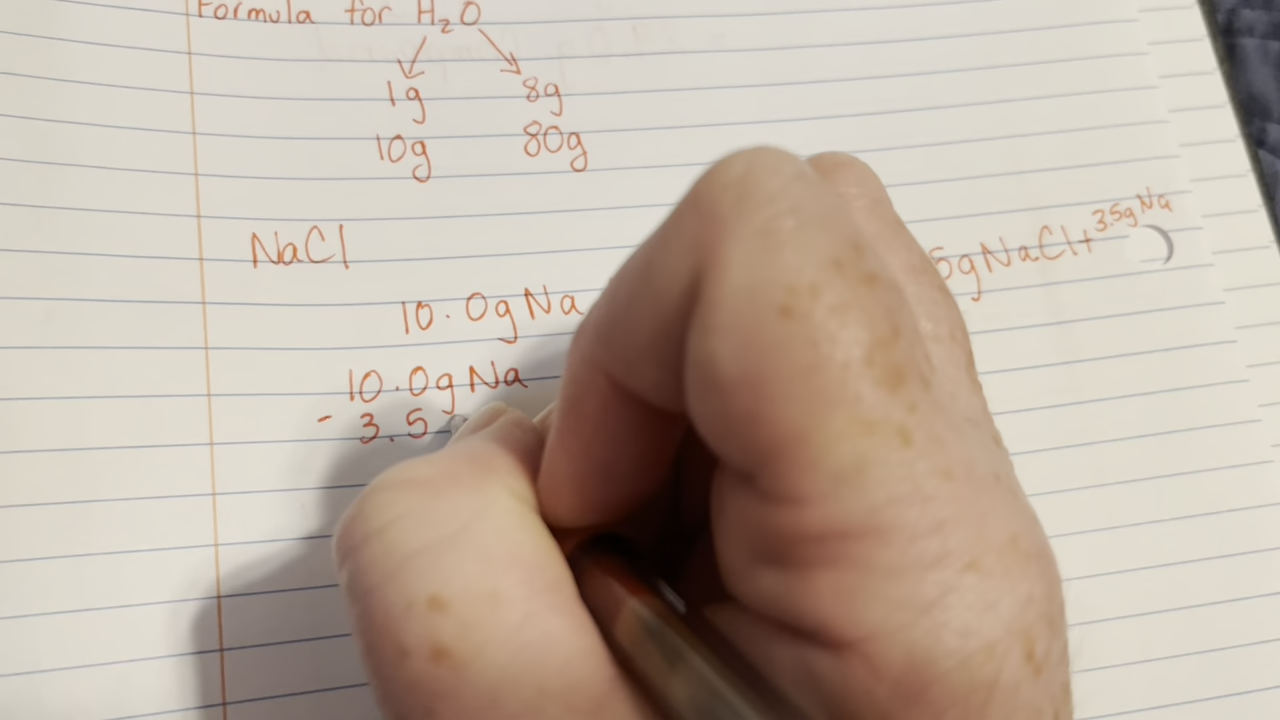 Formula for H₂O
1g 8g
10g 80g
NaCl
10.0g Na 5g NaCl + 3.5g Na )
10.0g Na
- 3.5